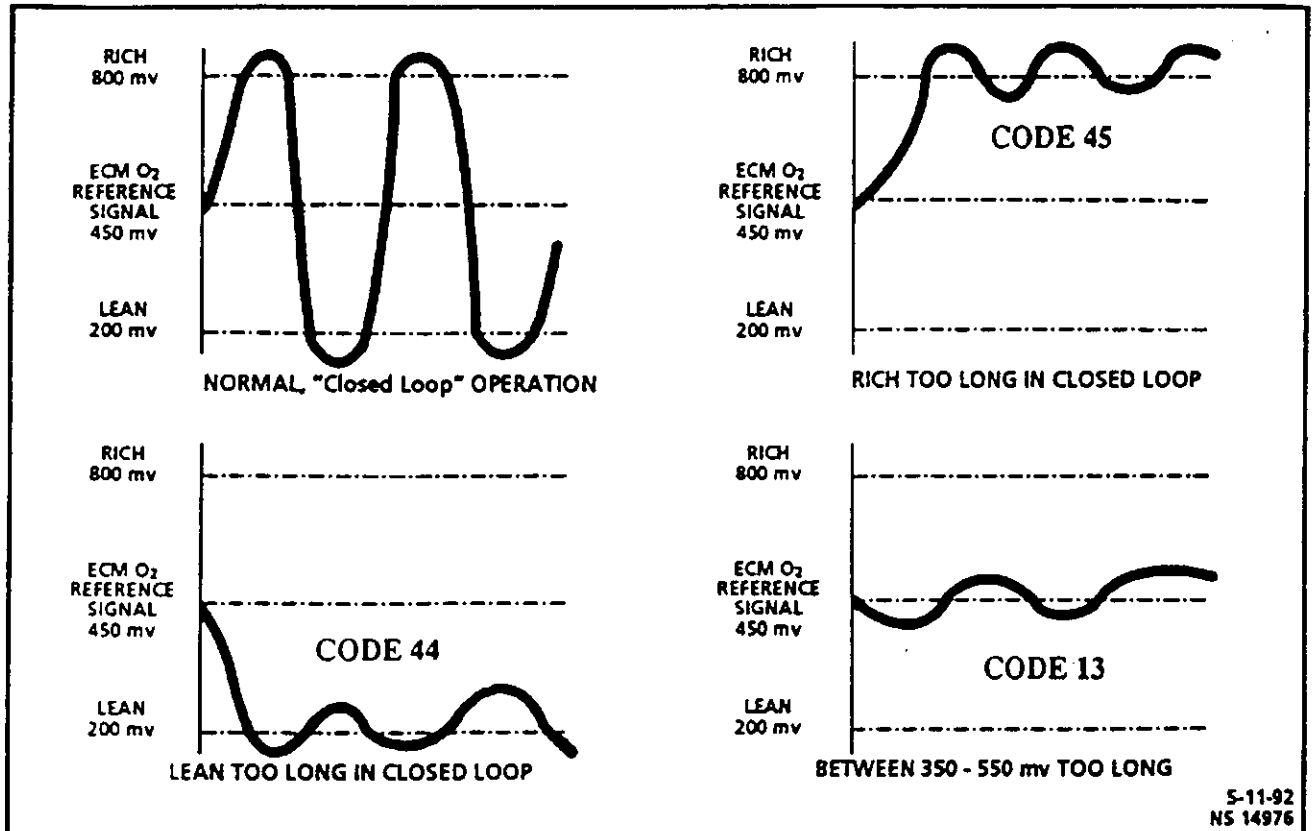 RICH
800 mv
ECM O2
REFERENCE
SIGNAL
450 mv
LEAN
200 mv
NORMAL, "Closed Loop" OPERATION
RICH
800 mv
CODE 45
ECM O2
REFERENCE
SIGNAL
450 mv
LEAN
200 mv
RICH TOO LONG IN CLOSED LOOP
RICH
800 mv
ECM O2
REFERENCE
SIGNAL
450 mv
CODE 44
LEAN
200 mv
LEAN TOO LONG IN CLOSED LOOP
RICH
800 mv
ECM O2
REFERENCE
SIGNAL
450 mv
CODE 13
LEAN
200 mv
BETWEEN 350 - 550 mv TOO LONG
5-11-92
NS 14976